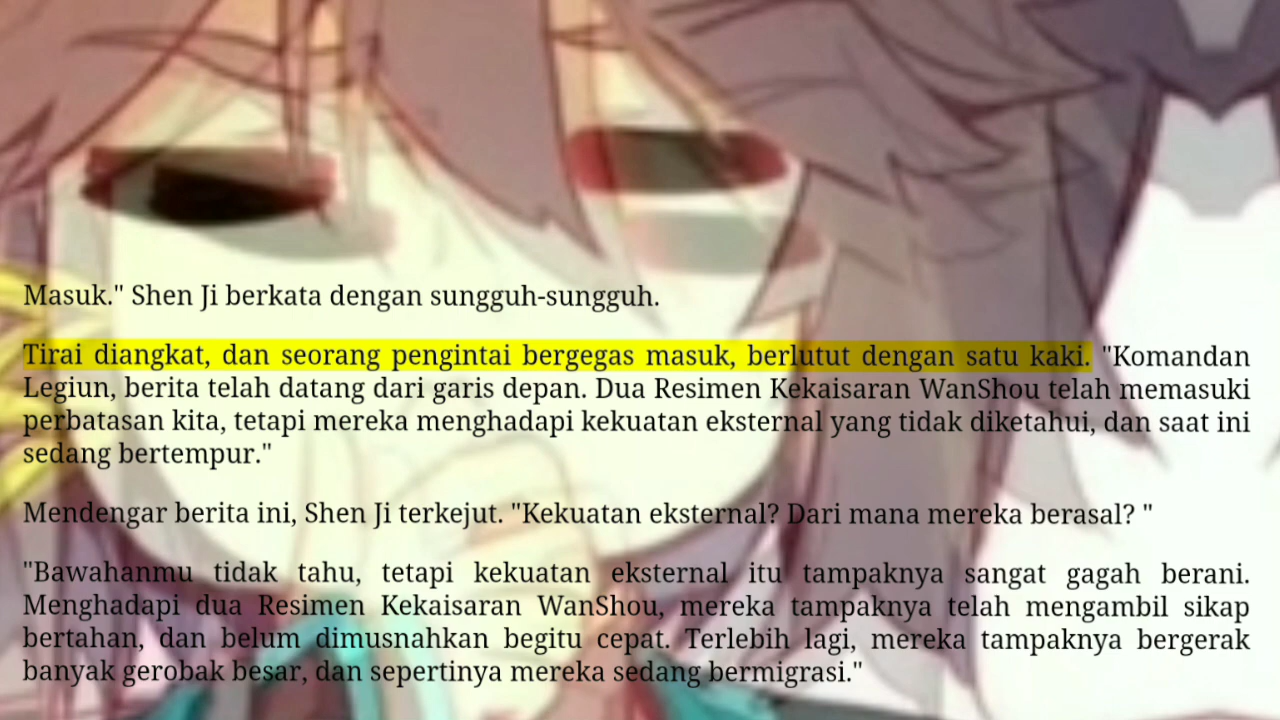 Masuk." Shen Ji berkata dengan sungguh-sungguh.
Tirai diangkat, dan seorang pengintai bergegas masuk, berlutut dengan satu kaki. "Komandan
Legiun, berita telah datang dari garis depan. Dua Resimen Kekaisaran WanShou telah memasuki
perbatasan kita, tetapi mereka menghadapi kekuatan eksternal yang tidak diketahui, dan saat ini
sedang bertempur."
Mendengar berita ini, Shen Ji terkejut. "Kekuatan eksternal? Dari mana mereka berasal? "
"Bawahanmu tidak tahu, tetapi kekuatan eksternal itu tampaknya sangat gagah berani.
Menghadapi dua Resimen Kekaisaran WanShou, mereka tampaknya telah mengambil sikap
bertahan, dan belum dimusnahkan begitu cepat. Terlebih lagi, mereka tampaknya bergerak
banyak gerobak besar, dan sepertinya mereka sedang bermigrasi."